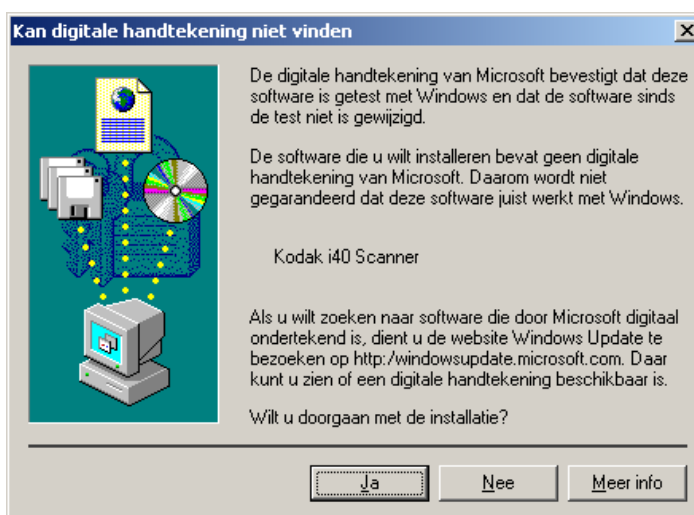 Kan digitale handtekening niet vinden
De digitale handtekening van Microsoft bevestigt dat deze
software is getest met Windows en dat de software sinds
de test niet is gewijzigd.
De software die u wilt installeren bevat geen digitale
handtekening van Microsoft. Daarom wordt niet
gegarandeerd dat deze software juist werkt met Windows.
Kodak i40 Scanner
Als u wilt zoeken naar software die door Microsoft digitaal
ondertekend is, dient u de website Windows Update te
bezoeken op http:/windowsupdate.microsoft.com. Daar
kunt u zien of een digitale handtekening beschikbaar is.
Wilt u doorgaan met de installatie?
Ja Nee Meer info